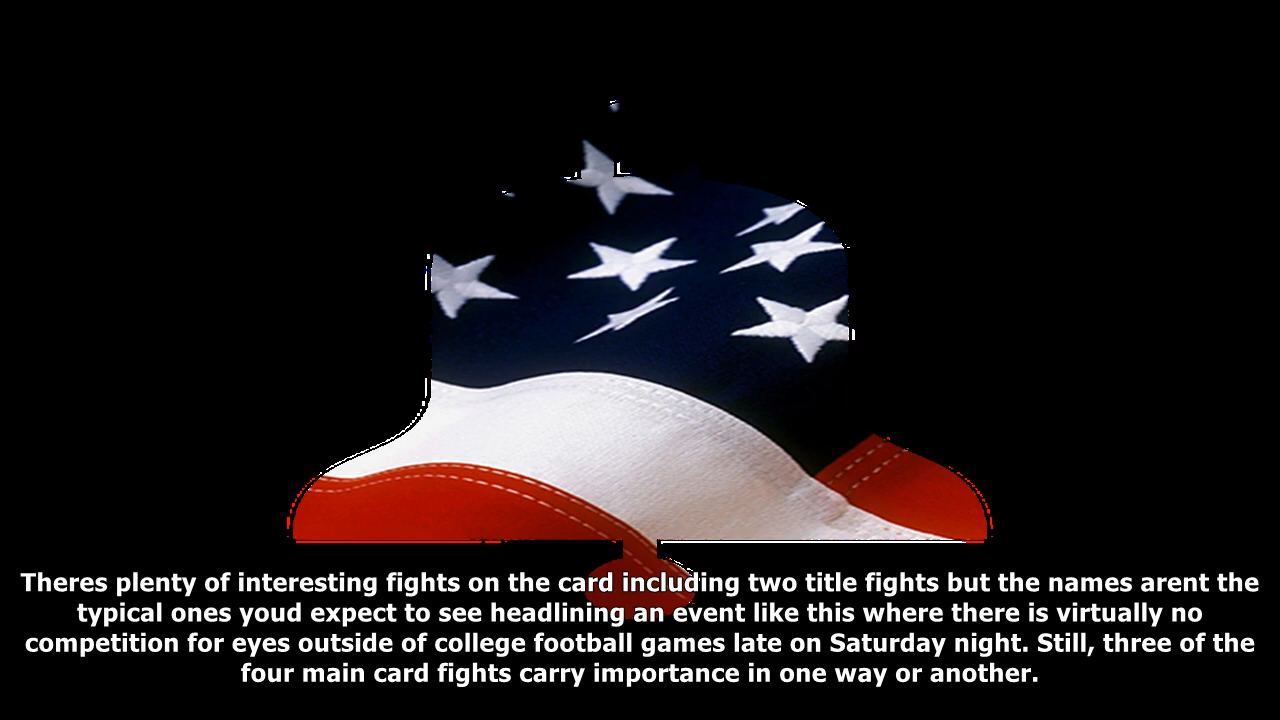 Theres plenty of interesting fights on the card including two title fights but the names arent the
typical ones youd expect to see headlining an event like this where there is virtually no
competition for eyes outside of college football games late on Saturday night. Still, three of the
four main card fights carry importance in one way or another.